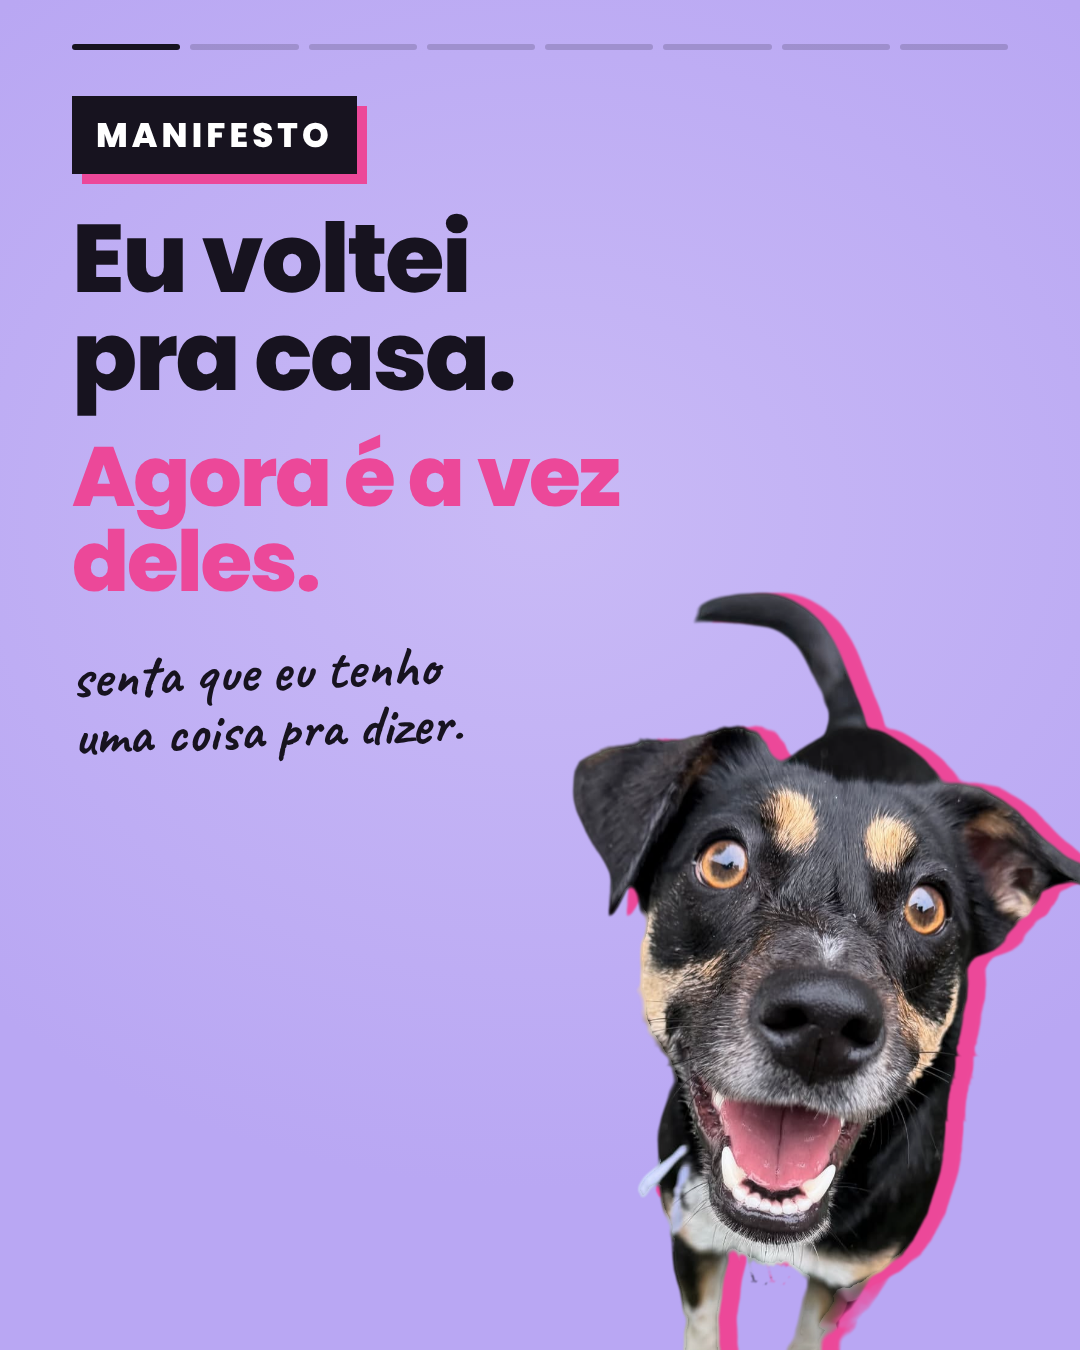 MANIFESTO
Eu voltei
pra casa.
Agora é a vez
deles.
senta que eu tenho
uma coisa pra dizer.